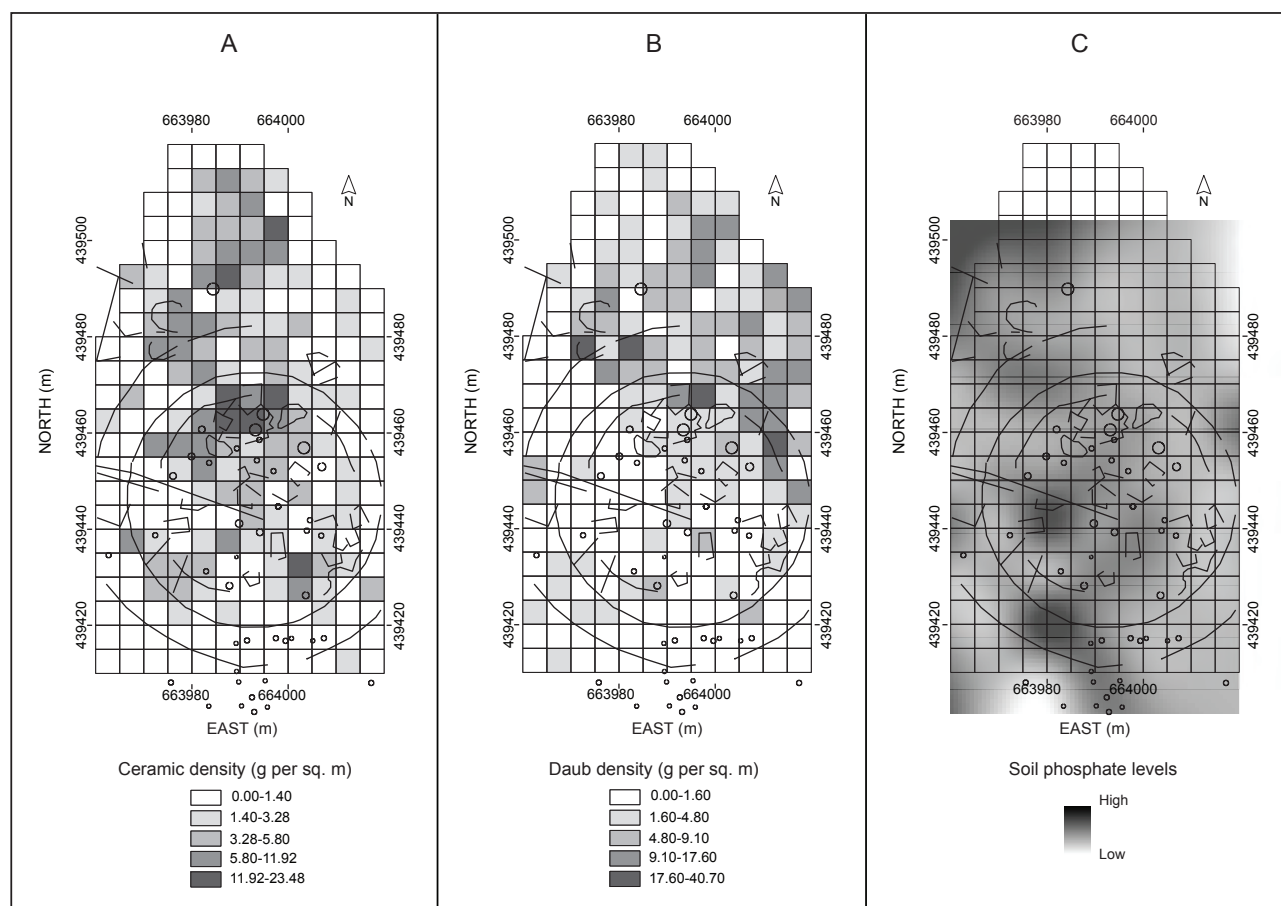 A
663980 664000
N
NORTH (m)
439500
439480 439480
439460 439460
439440 439440
439420 439420
663980 664000
EAST (m)
Ceramic density (g per sq. m)
0.00-1.40
1.40-3.28
3.28-5.80
5.80-11.92
11.92-23.48
B
663980 664000
N
NORTH (m)
439500
439480 439480
439460 439460
439440 439440
439420 439420
663980 664000
EAST (m)
Daub density (g per sq. m)
0.00-1.60
1.60-4.80
4.80-9.10
9.10-17.60
17.60-40.70
C
663980 664000
N
NORTH (m)
439500
439480 439480
439460 439460
439440 439440
439420 439420
663980 664000
EAST (m)
Soil phosphate levels
High
Low